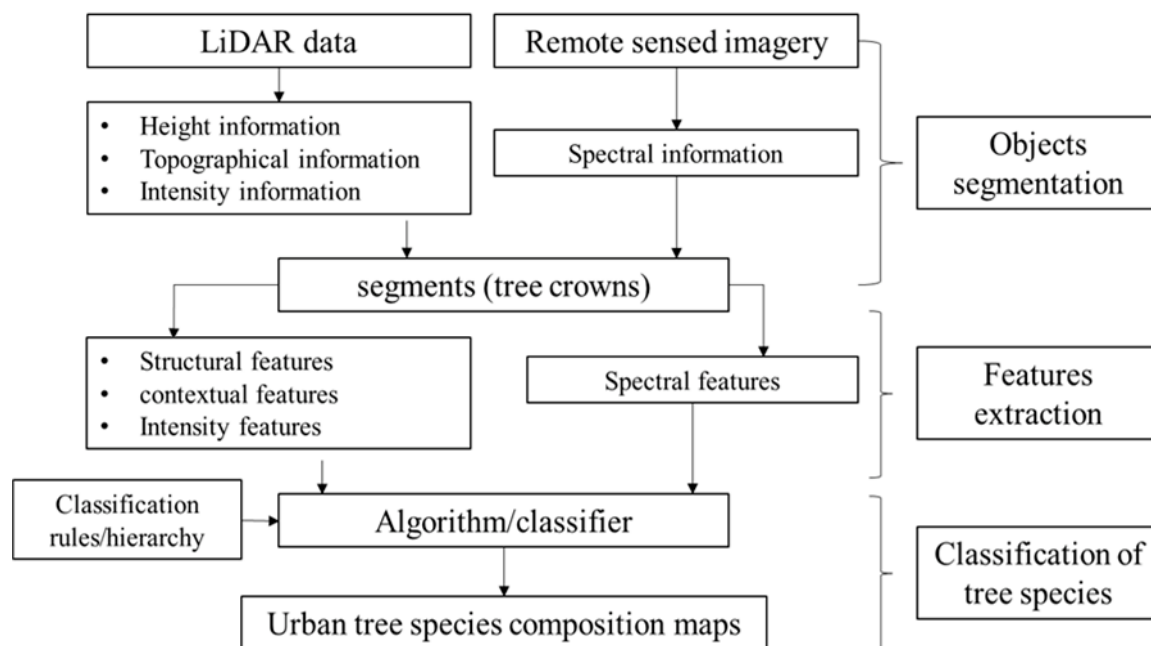 LiDAR data
Remote sensed imagery
• Height information
• Topographical information
• Intensity information
Spectral information
Objects
segmentation
segments (tree crowns)
• Structural features
• contextual features
• Intensity features
Spectral features
Features
extraction
Classification
rules/hierarchy
Algorithm/classifier
Classification of
tree species
Urban tree species composition maps